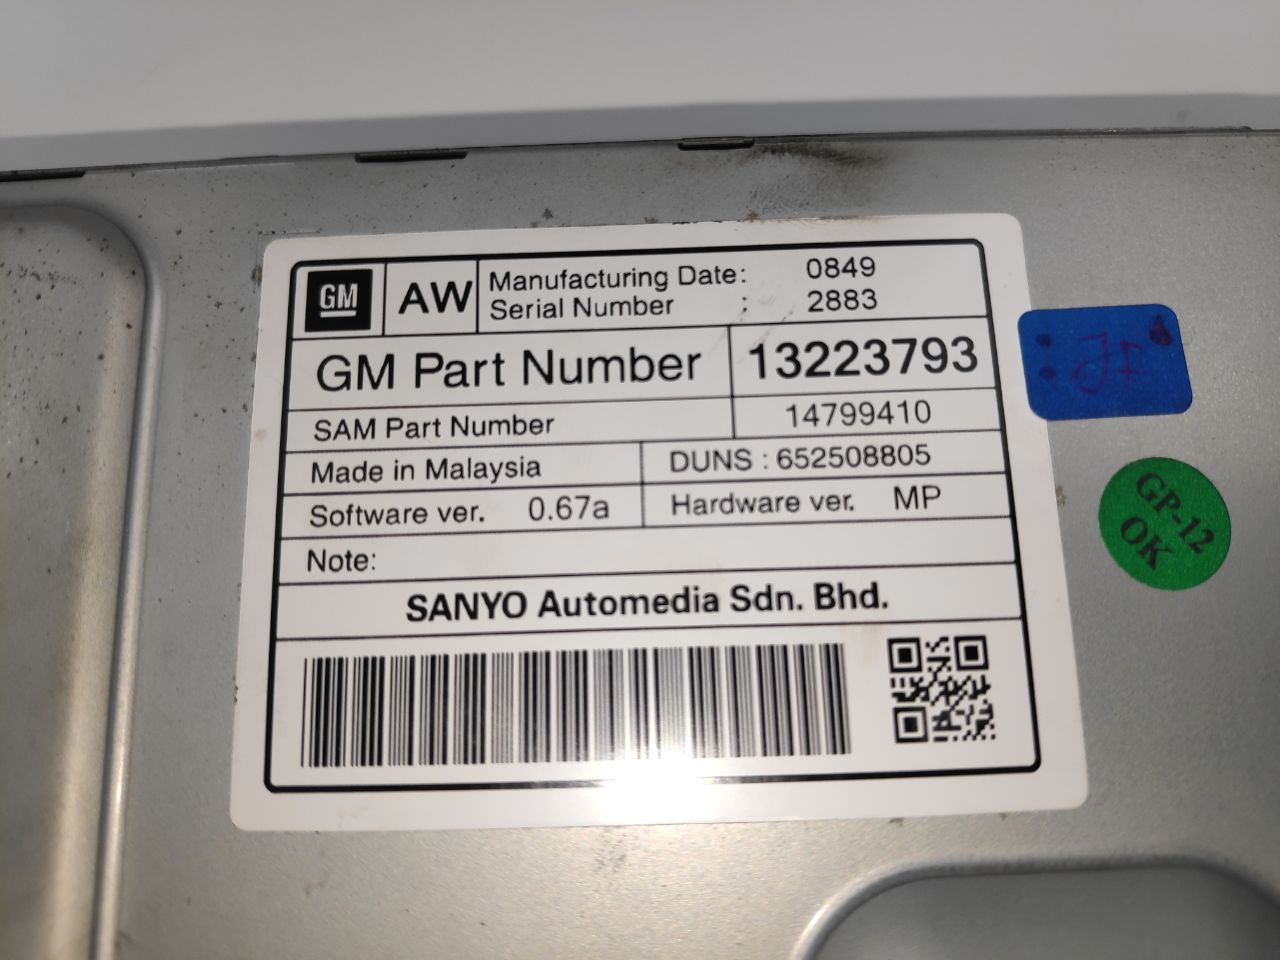 GM AW Manufacturing Date: 0849
Serial Number : 2883
GM Part Number 13223793
SAM Part Number 14799410
Made in Malaysia DUNS : 652508805
Software ver. 0.67a Hardware ver. MP
Note:
SANYO Automedia Sdn. Bhd.
GP-12
OK